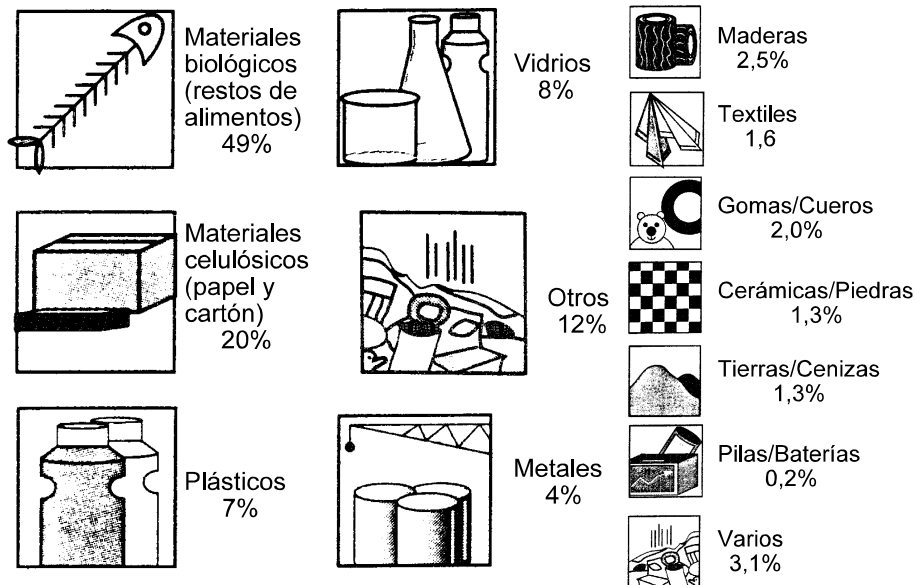 Materiales
biológicos
(restos de
alimentos)
49%
Materiales
celulósicos
(papel y
cartón)
20%
Plásticos
7%
Vidrios
8%
Otros
12%
Metales
4%
Maderas
2,5%
Textiles
1,6
Gomas/Cueros
2,0%
Cerámicas/Piedras
1,3%
Tierras/Cenizas
1,3%
Pilas/Baterías
0,2%
Varios
3,1%